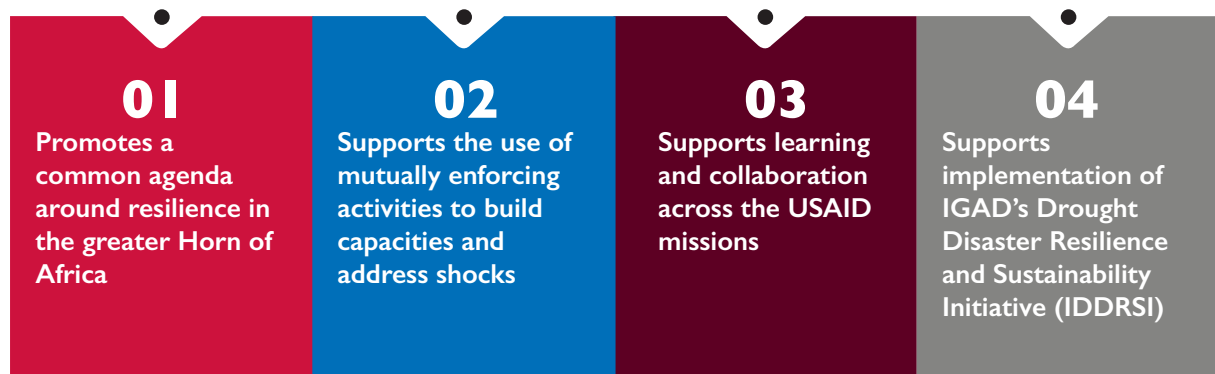 01
Promotes a
common agenda
around resilience in
the greater Horn of
Africa
02
Supports the use of
mutually enforcing
activities to build
capacities and
address shocks
03
Supports learning
and collaboration
across the USAID
missions
04
Supports
implementation of
IGAD’s Drought
Disaster Resilience
and Sustainability
Initiative (IDDRSI)